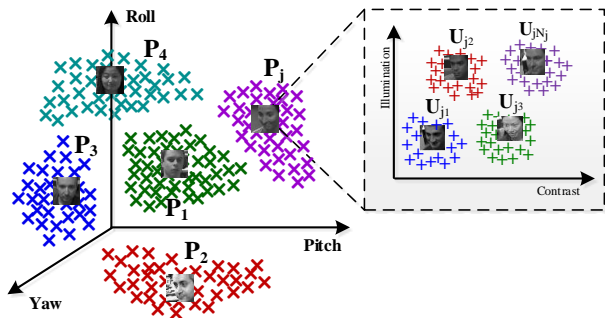 Roll
P4
Pj
P3
P1
P2
Pitch
Yaw
Illumination
Uj2
UjNj
Uj1
Uj3
Contrast